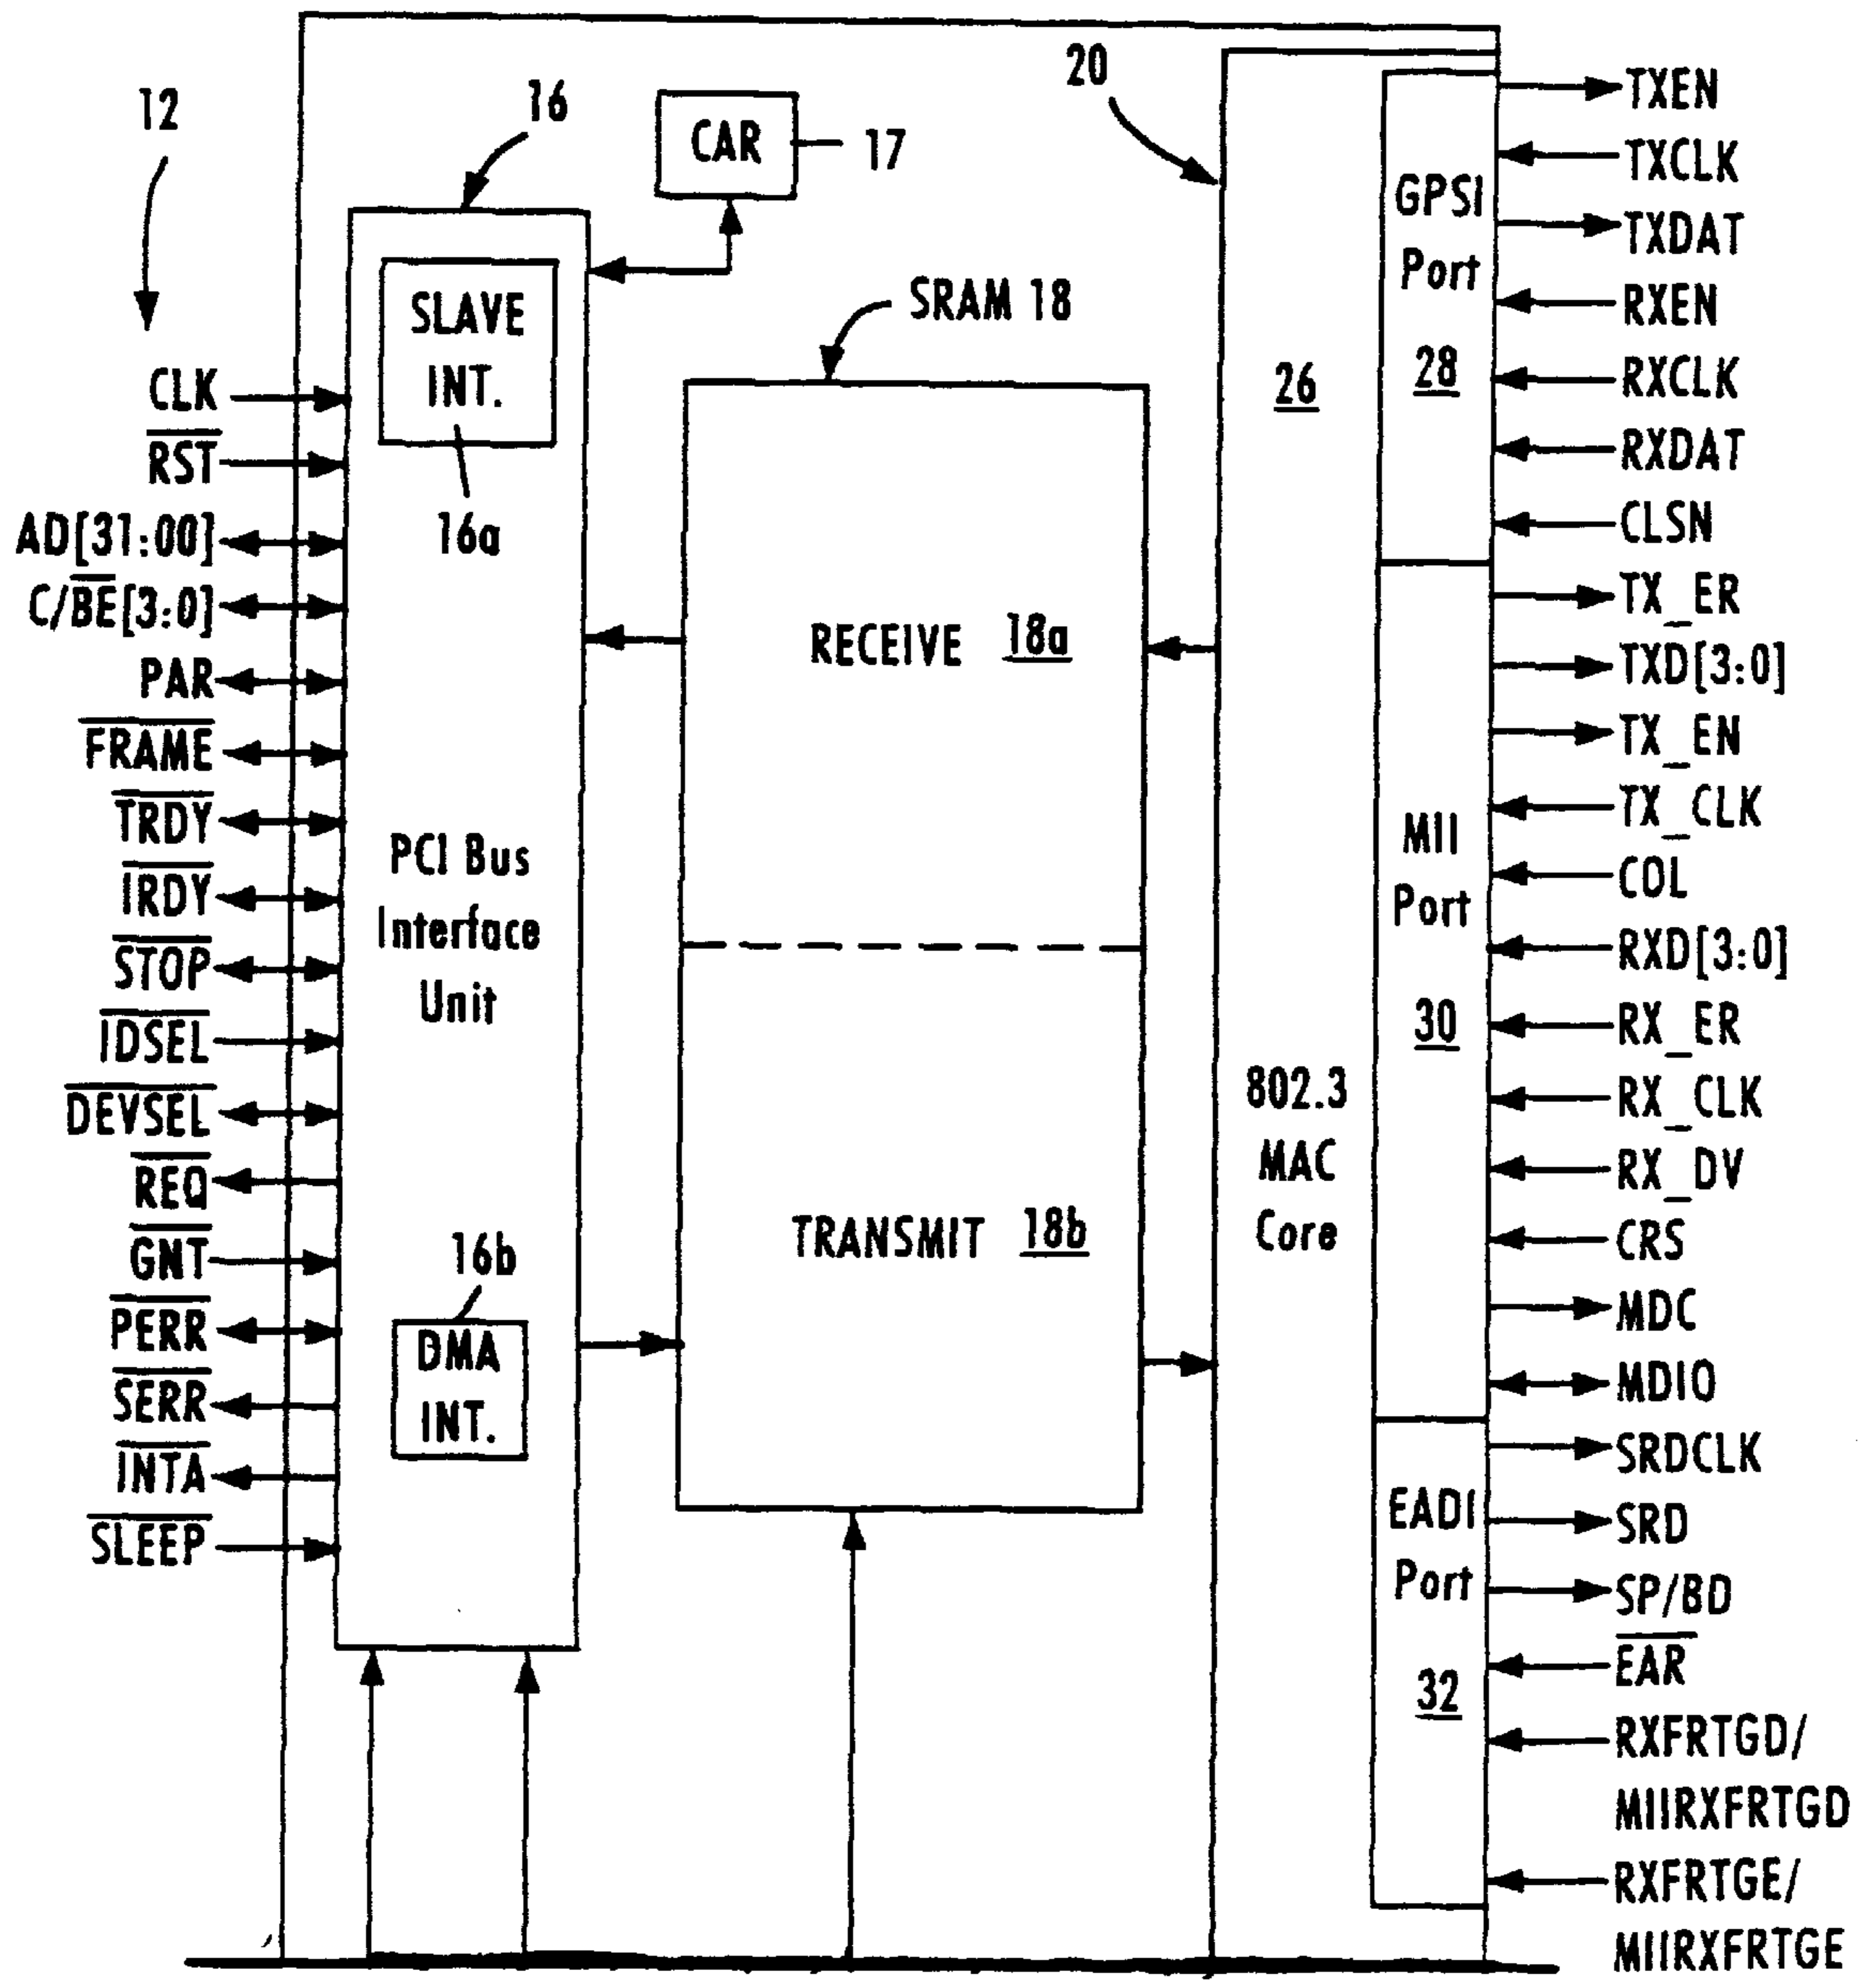 12
16
CAR
17
20
SLAVE
INT.
16a
SRAM 18
RECEIVE 18a
TRANSMIT 18b
PCI Bus
Interface
Unit
16b
DMA
INT.
26
802.3
MAC
Core
GPSI
Port
28
MII
Port
30
EADI
Port
32
CLK
RST
AD[31:00]
C/BE[3:0]
PAR
FRAME
TRDY
IRDY
STOP
IDSEL
DEVSEL
REQ
GNT
PERR
SERR
INTA
SLEEP
TXEN
TXCLK
TXDAT
RXEN
RXCLK
RXDAT
CLSN
TX_ER
TXD[3:0]
TX_EN
TX_CLK
COL
RXD[3:0]
RX_ER
RX_CLK
RX_DV
CRS
MDC
MDIO
SRDCLK
SRD
SP/BD
EAR
RXFRTGD/
MIIRXFRTGD
RXFRTGE/
MIIRXFRTGE